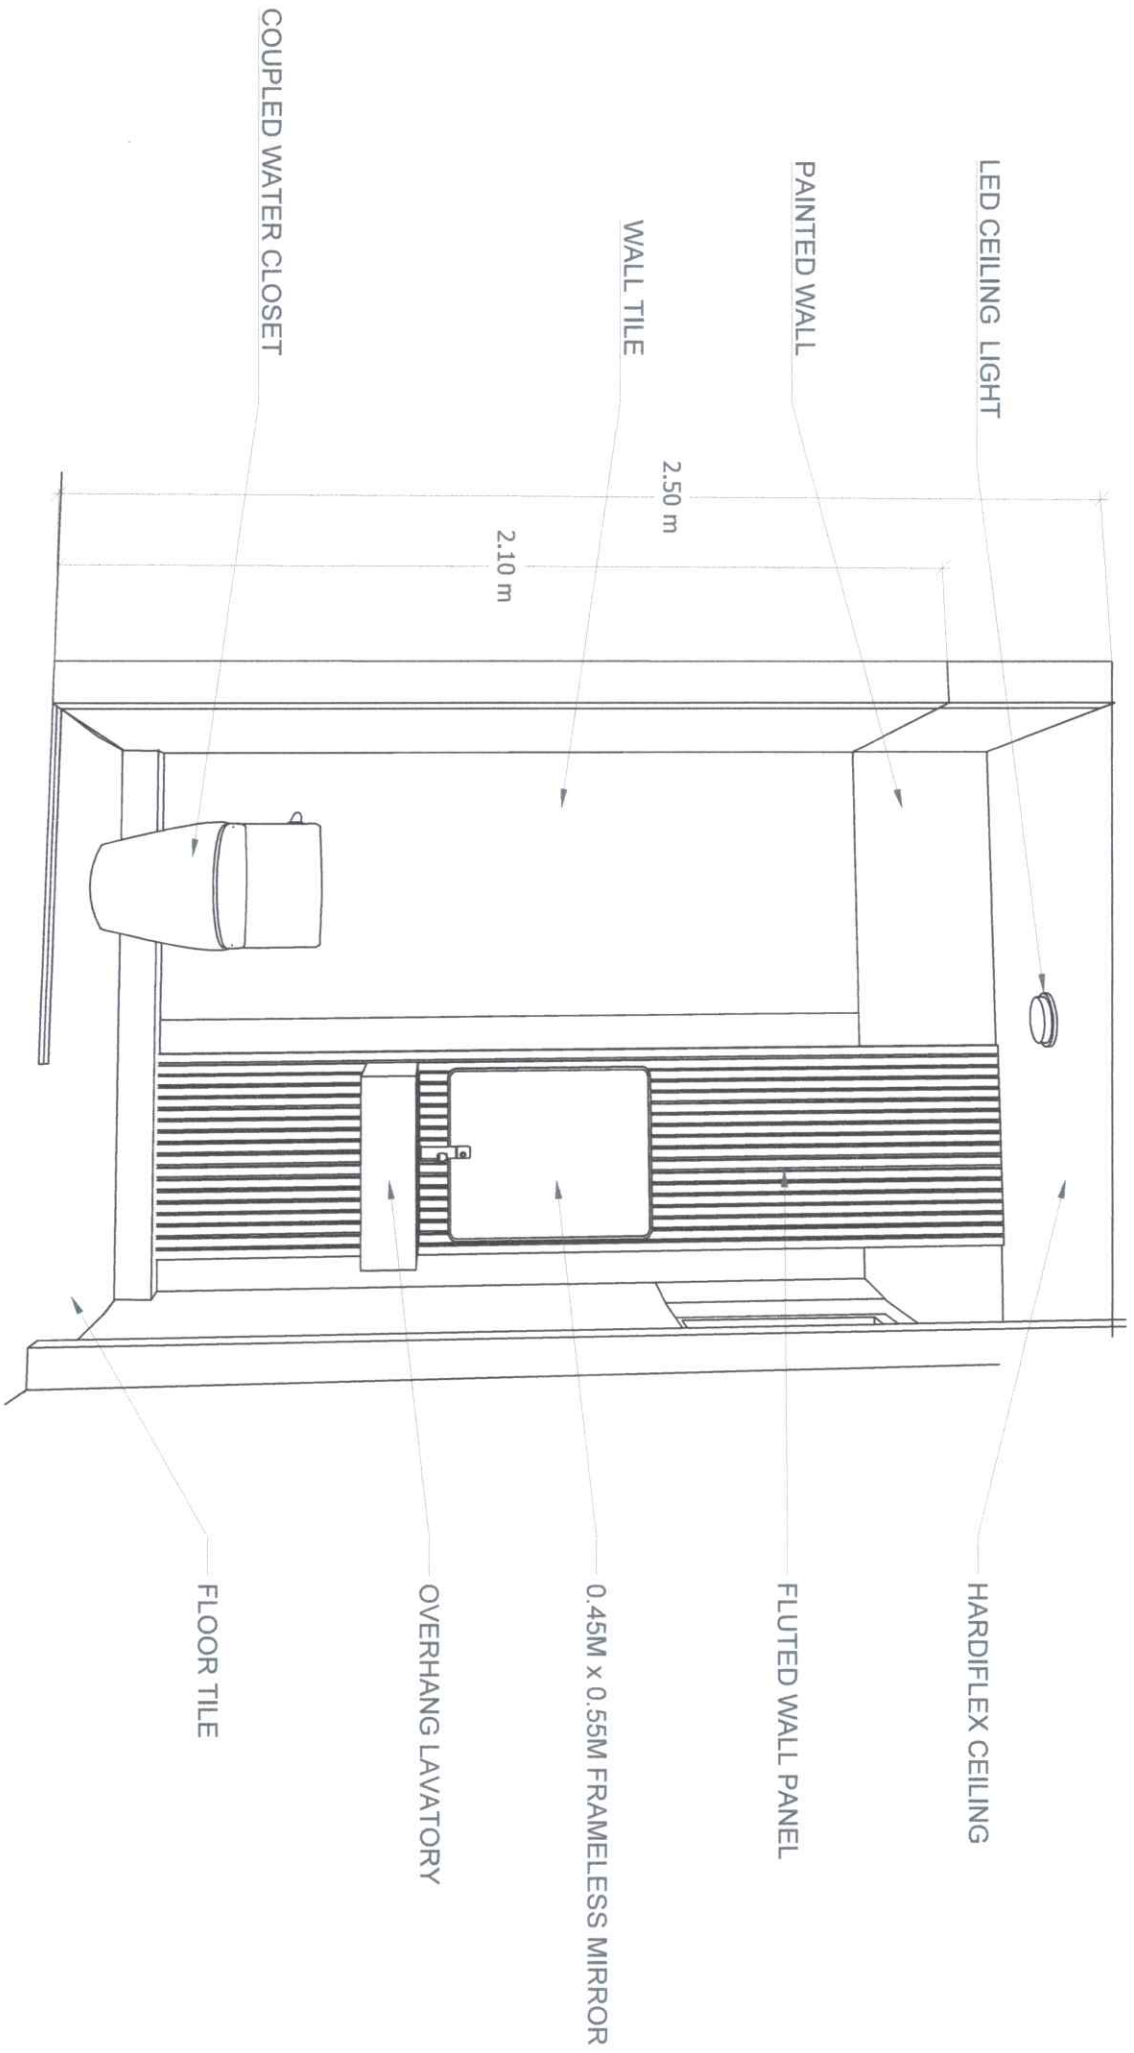 LED CEILING LIGHT
PAINTED WALL
WALL TILE
COUPLED WATER CLOSET
2.50 m
2.10 m
HARDIFLEX CEILING
FLUTED WALL PANEL
0.45M x 0.55M FRAMELESS MIRROR
OVERHANG LAVATORY
FLOOR TILE